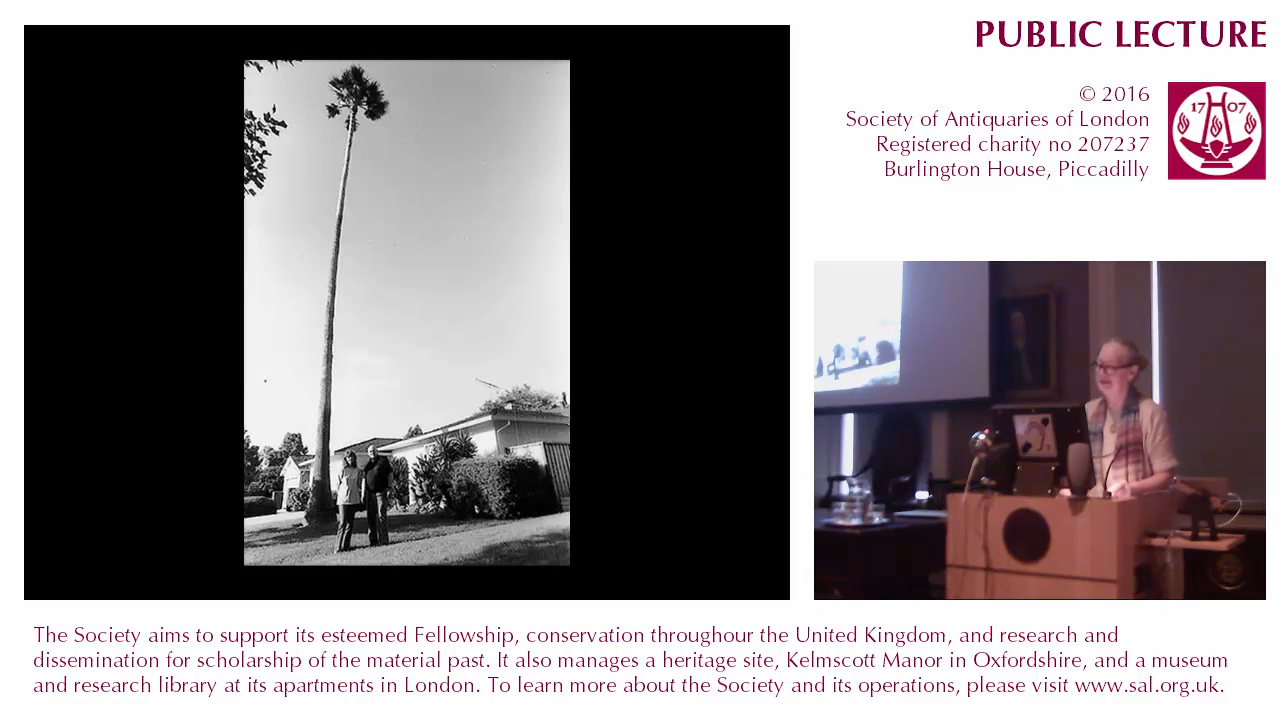 PUBLIC LECTURE
© 2016
Society of Antiquaries of London
Registered charity no 207237
Burlington House, Piccadilly
17 07
The Society aims to support its esteemed Fellowship, conservation throughour the United Kingdom, and research and
dissemination for scholarship of the material past. It also manages a heritage site, Kelmscott Manor in Oxfordshire, and a museum
and research library at its apartments in London. To learn more about the Society and its operations, please visit www.sal.org.uk.